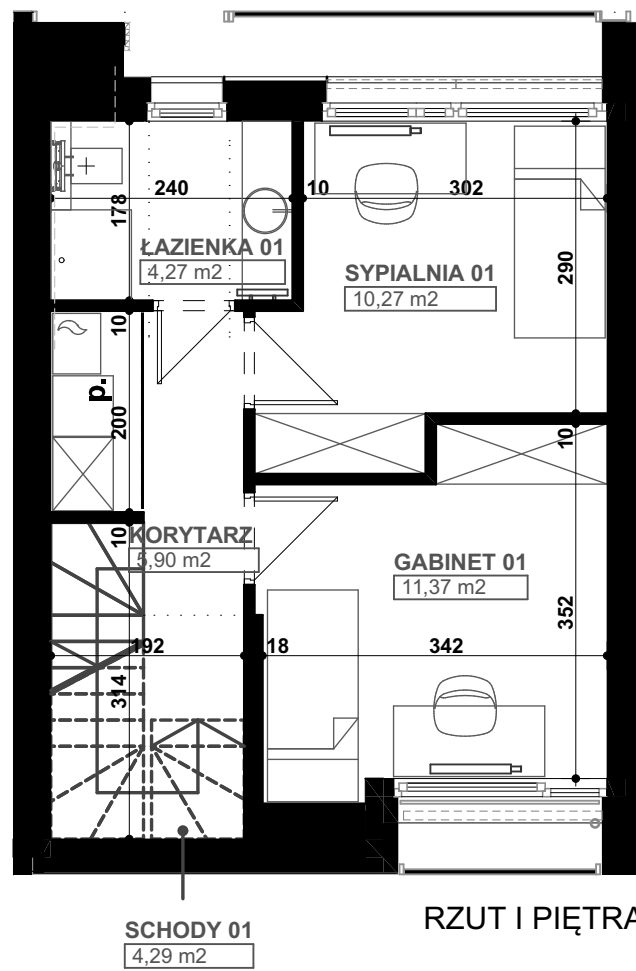 240
10
302
178
ŁAZIENKA 01
4,27 m2
SYPIALNIA 01
10,27 m2
290
10
p.
200
10
10
KORYTARZ
5,90 m2
GABINET 01
11,37 m2
352
192
18
342
314
SCHODY 01
4,29 m2
RZUT I PIĘTRA